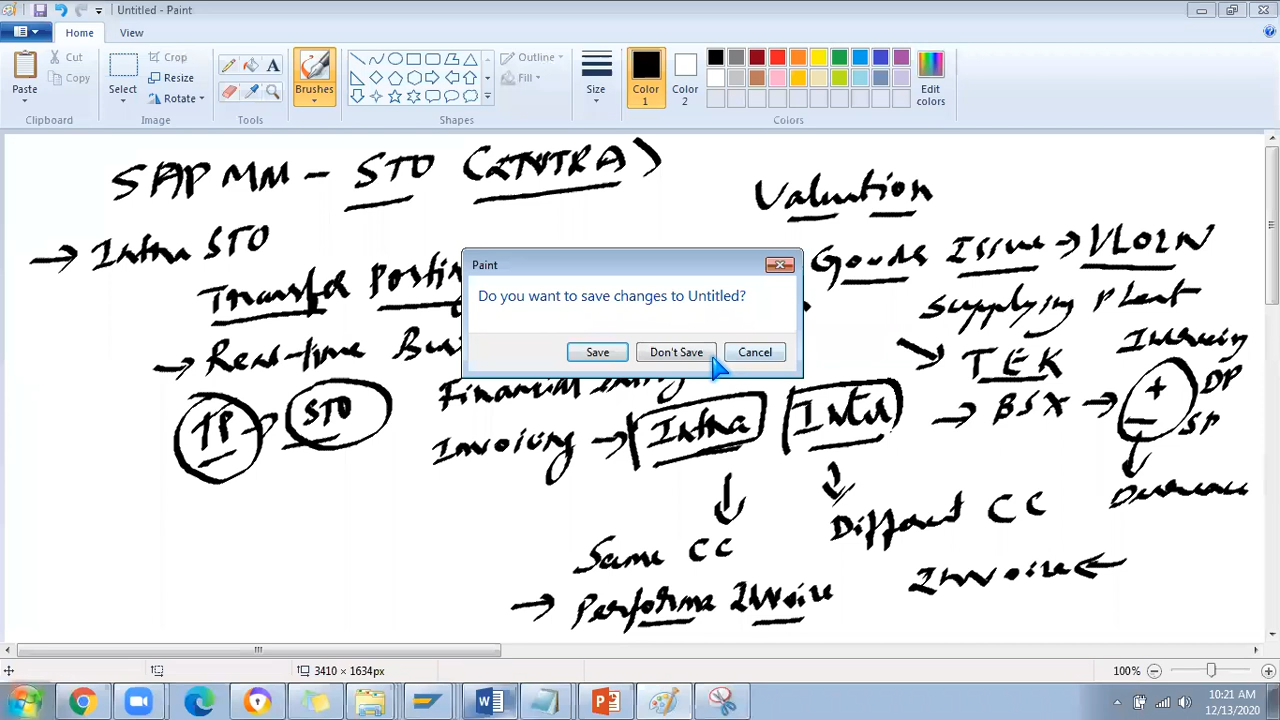 Untitled - Paint
Home
View
Paste
Cut
Copy
Clipboard
Select
Crop
Resize
Rotate
Image
Tools
Brushes
Outline
Fill
Shapes
Size
Color 1
Color 2
Edit colors
Colors
SAP MM - STO (INTRA)
→ Intra STO
Transfer Posting
→ Real-time
TP → STO
Financial
Invoicing → Intra Inter
Same CC
→ Performa Invoice
Different CC
Invoice ←
Valuation
Goods Issue → VL02N
Supplying Plant
TEK
→ BSX →
+ DP
- SP
Paint
Do you want to save changes to Untitled?
Save
Don't Save
Cancel
3410 × 1634px
100%
10:21 AM
12/13/2020